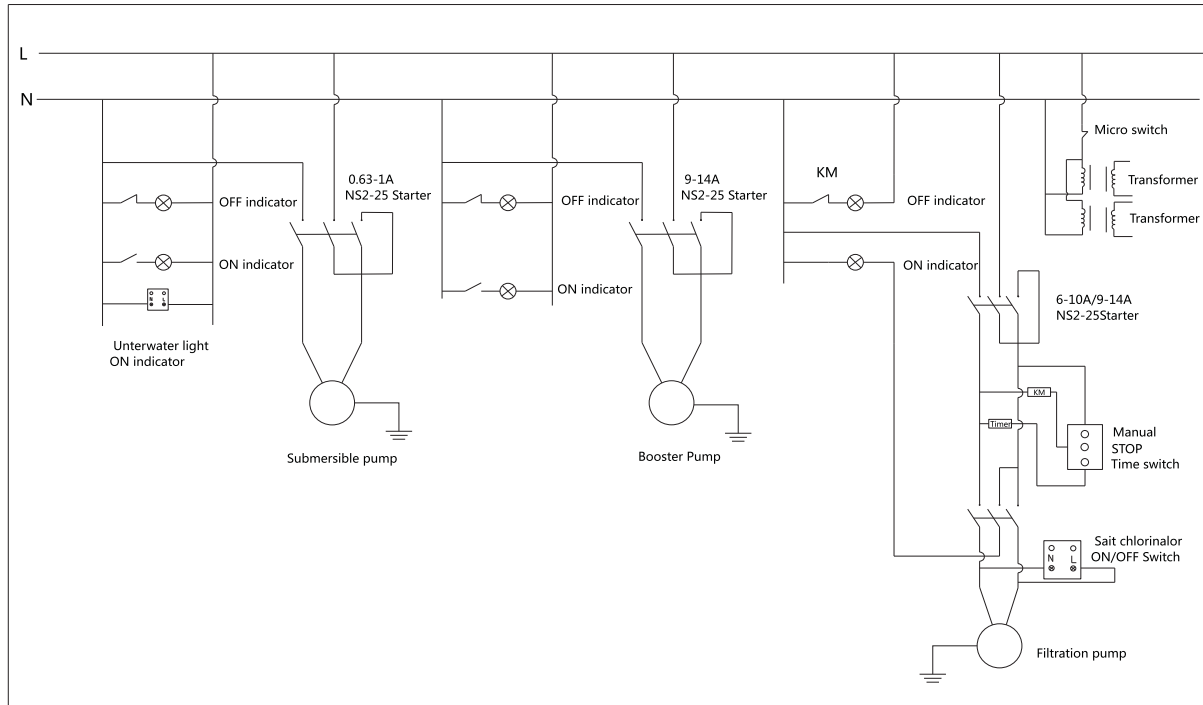 L
N
Micro switch
0.63-1A
NS2-25 Starter
9-14A
NS2-25 Starter
KM
Transformer
OFF indicator
OFF indicator
OFF indicator
Transformer
ON indicator
ON indicator
ON indicator
N L
6-10A/9-14A
NS2-25Starter
Unterwater light
ON indicator
KM
Timer
Manual
STOP
Time switch
Submersible pump
Booster Pump
Sait chlorinalor
ON/OFF Switch
N L
Filtration pump